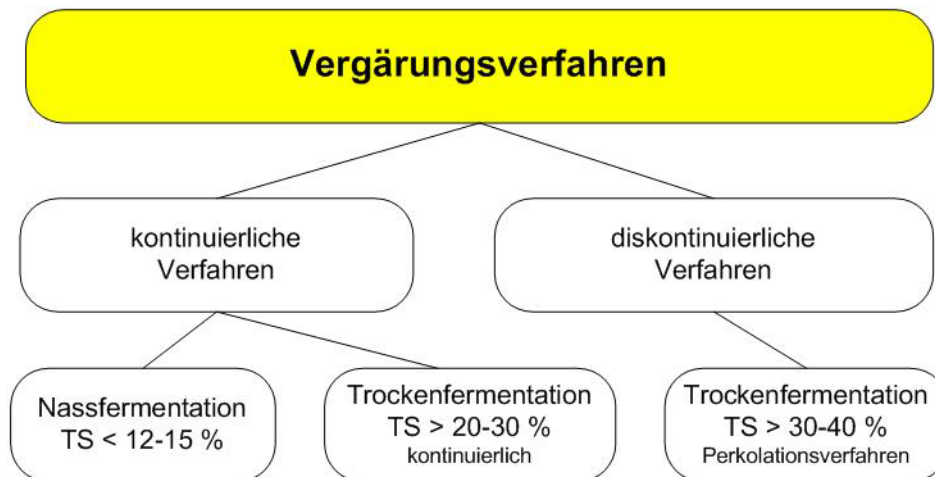 Vergärungsverfahren
kontinuierliche
Verfahren
diskontinuierliche
Verfahren
Nassfermentation
TS < 12-15 %
Trockenfermentation
TS > 20-30 %
kontinuierlich
Trockenfermentation
TS > 30-40 %
Perkolationsverfahren